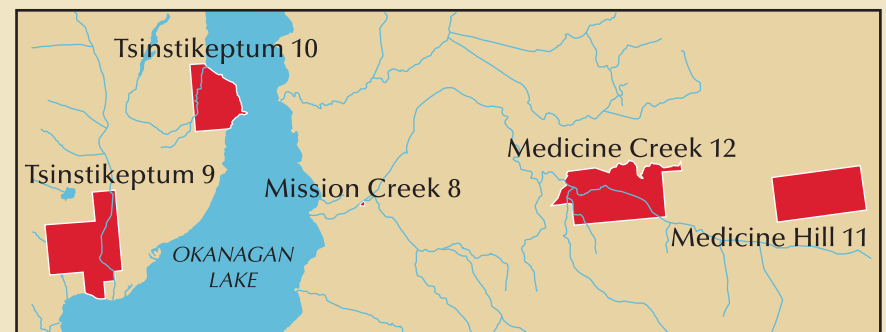 Tsinstikeptum 10
Medicine Creek 12
Tsinstikeptum 9
Mission Creek 8
Medicine Hill 11
OKANAGAN
LAKE